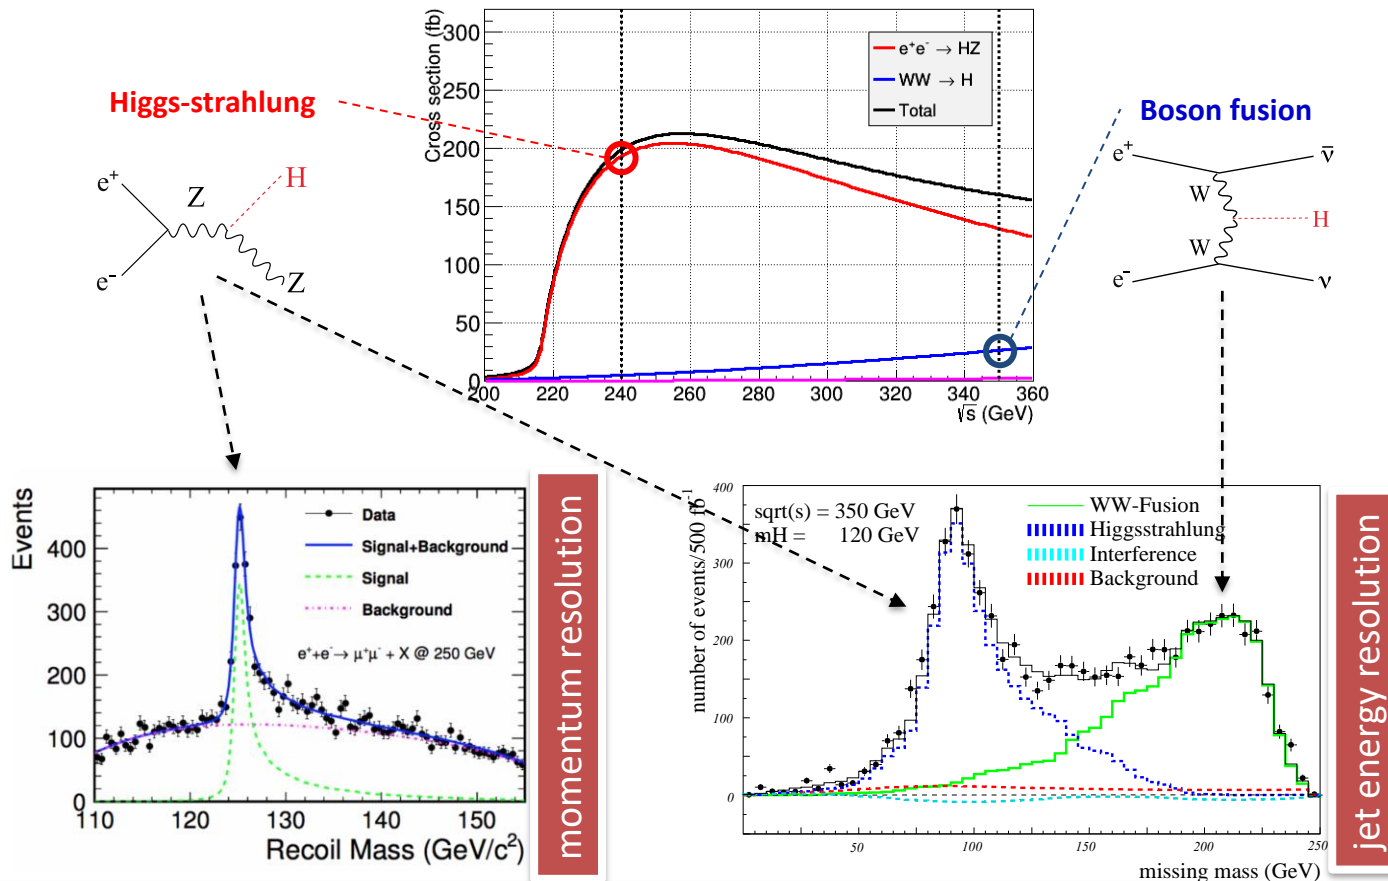 Higgs-strahlung
e⁺
e⁻
Z
H
Z
Cross section (fb)
300
250
200
150
100
50
0
200
220
240
260
280
300
320
340
360
√s (GeV)
e⁺e⁻ → HZ
WW → H
Total
Boson fusion
e⁺
e⁻
W
W
H
ν̄
ν
Events
400
300
200
100
0
110
120
130
140
150
Recoil Mass (GeV/c²)
Data
Signal+Background
Signal
Background
e⁺+e⁻→ μ⁺μ⁻ + X @ 250 GeV
momentum resolution
number of events/500 fb⁻¹
400
350
300
250
200
150
100
50
0
50
100
150
200
250
missing mass (GeV)
sqrt(s) = 350 GeV
mH = 120 GeV
WW-Fusion
Higgsstrahlung
Interference
Background
jet energy resolution